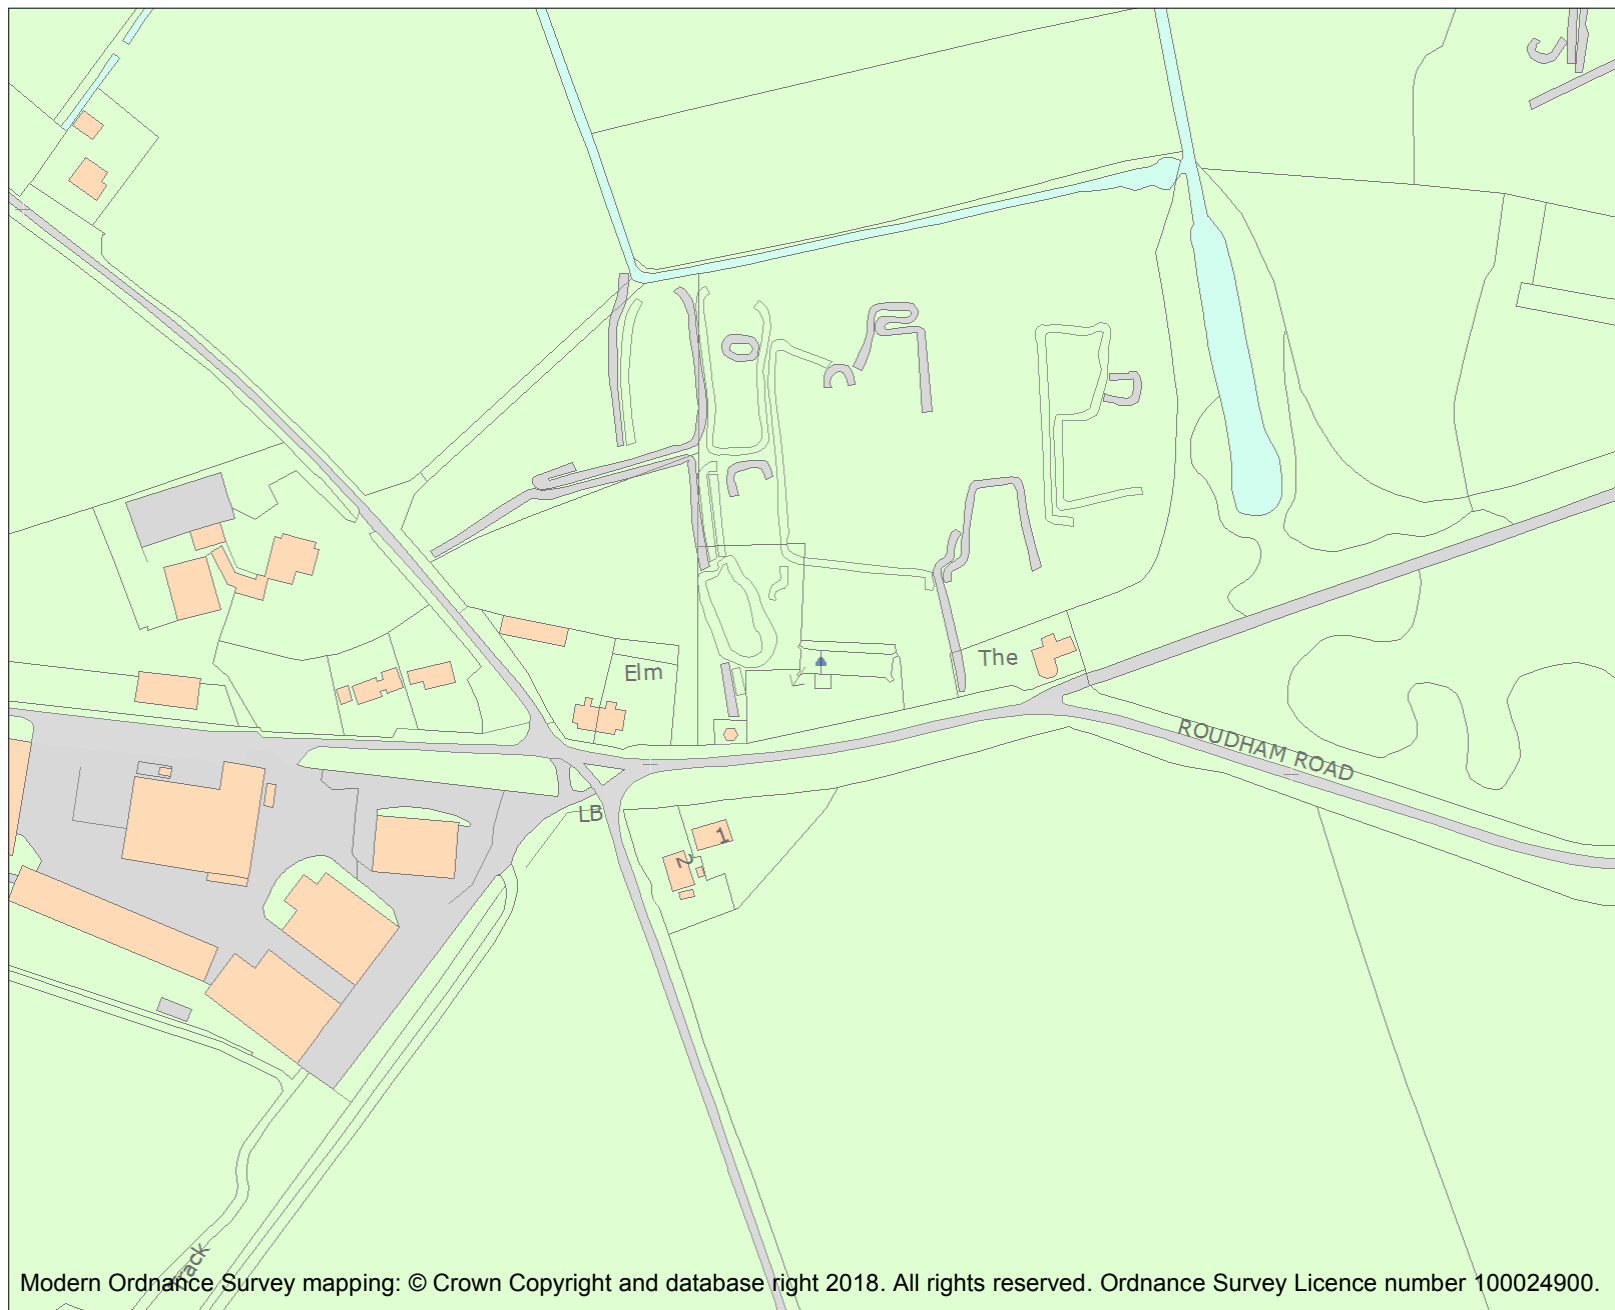 Elm
The
ROUDHAM ROAD
LB
1
2
Track
Modern Ordnance Survey mapping: © Crown Copyright and database right 2018. All rights reserved. Ordnance Survey Licence number 100024900.